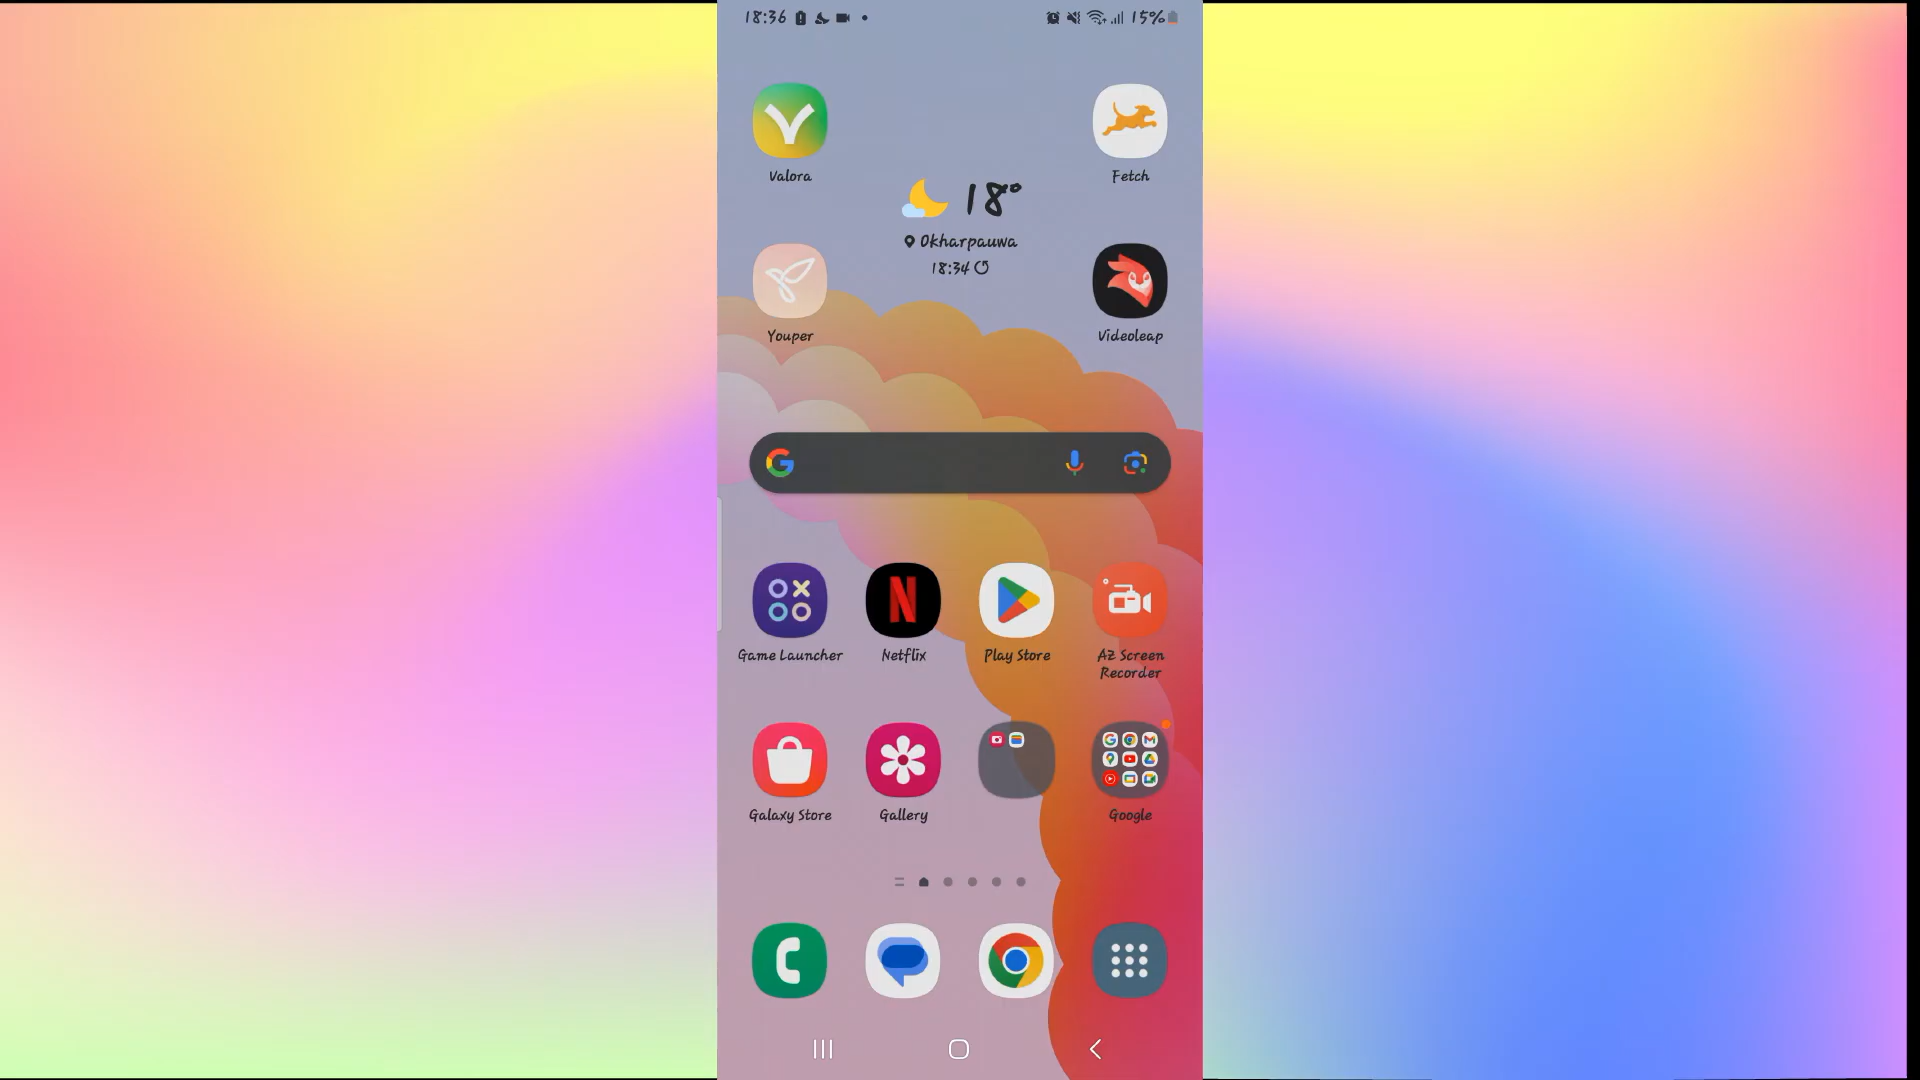 18:36
15%
Valora
Fetch
18°
Okharpauwa
18:34
Youper
Videoleap
Game Launcher
Netflix
Play Store
AZ Screen
Recorder
Galaxy Store
Gallery
Google